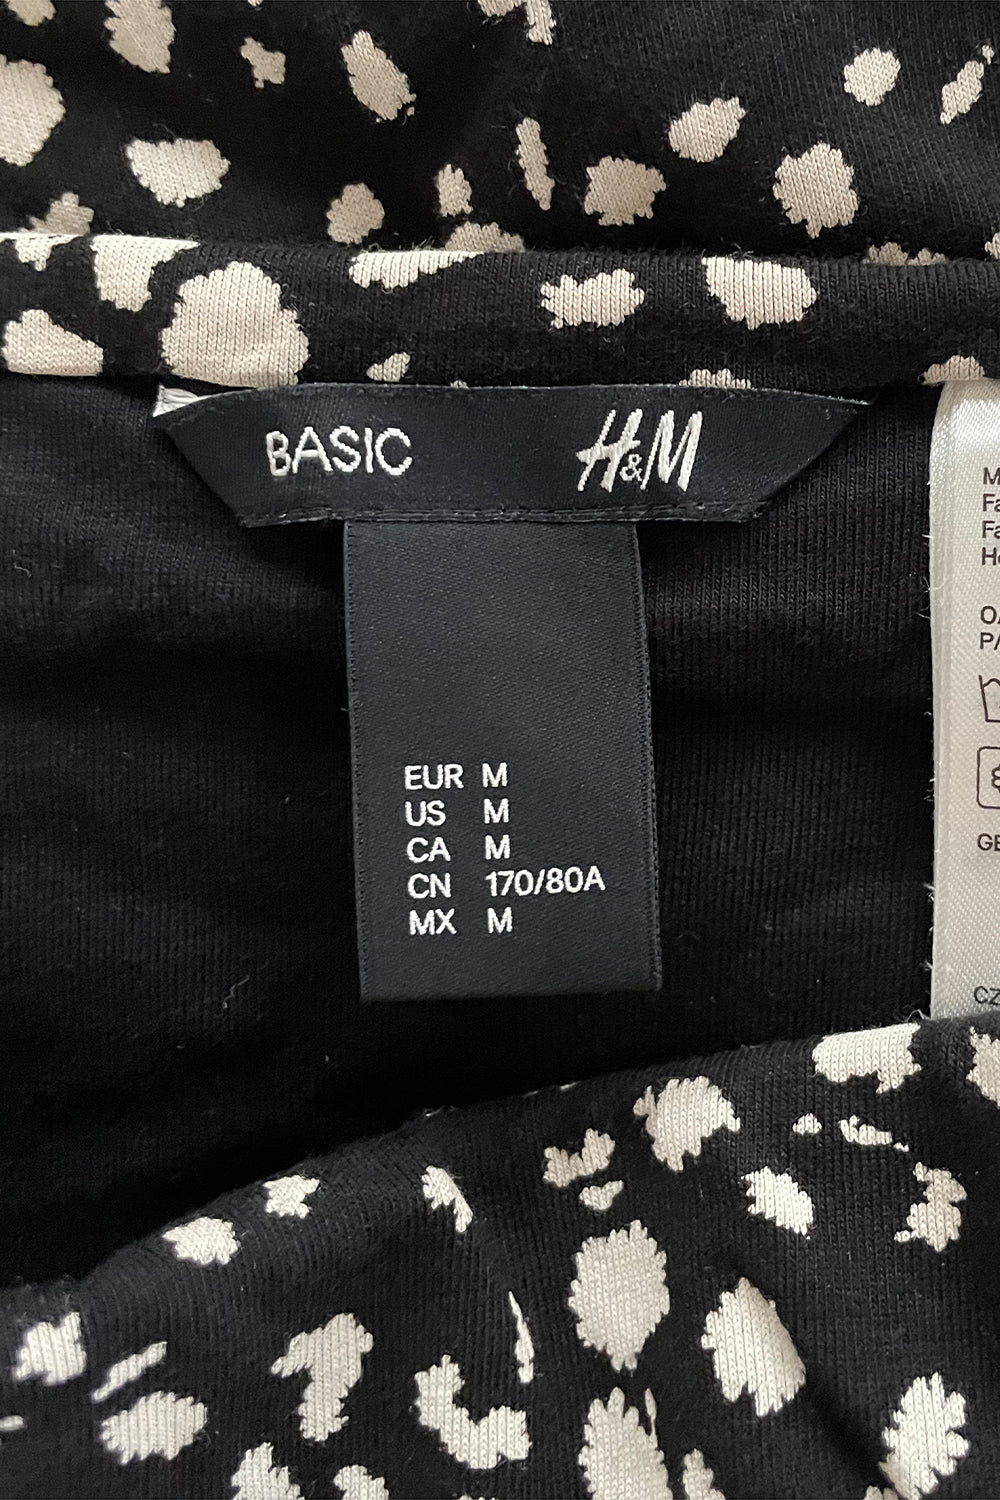 BASIC H&M
EUR M
US M
CA M
CN 170/80A
MX M